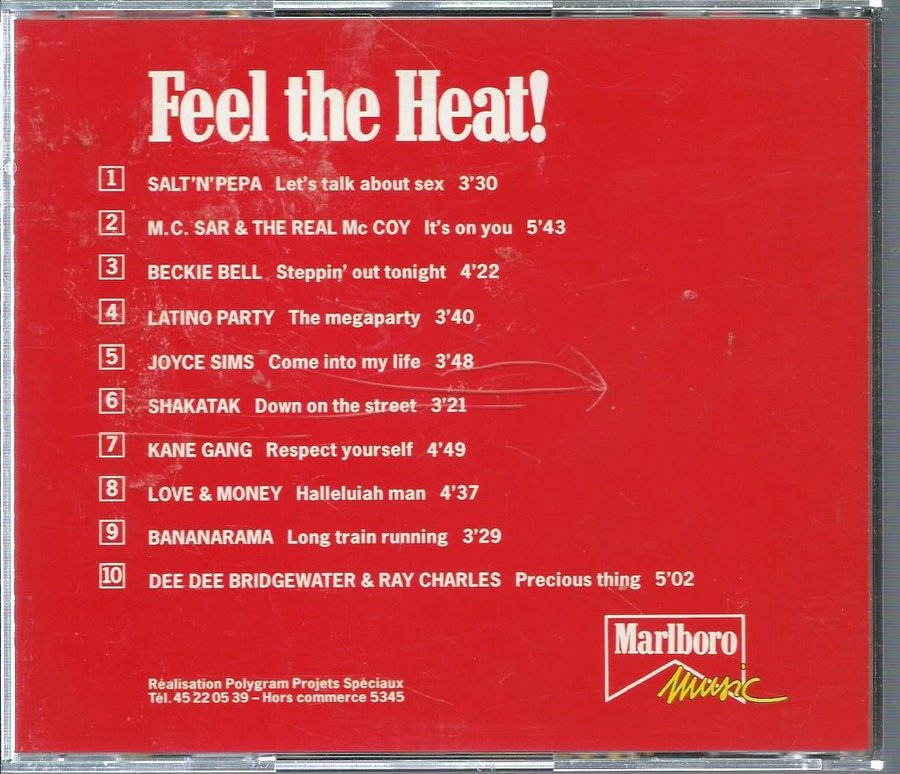 Feel the Heat!
1 SALT'N'PEPA Let's talk about sex 3'30
2 M.C. SAR & THE REAL Mc COY It's on you 5'43
3 BECKIE BELL Steppin' out tonight 4'22
4 LATINO PARTY The megaparty 3'40
5 JOYCE SIMS Come into my life 3'48
6 SHAKATAK Down on the street 3'21
7 KANE GANG Respect yourself 4'49
8 LOVE & MONEY Halleluiah man 4'37
9 BANANARAMA Long train running 3'29
10 DEE DEE BRIDGEWATER & RAY CHARLES Precious thing 5'02
Marlboro
Music
Réalisation Polygram Projets Spéciaux
Tél. 45 22 05 39 – Hors commerce 5345